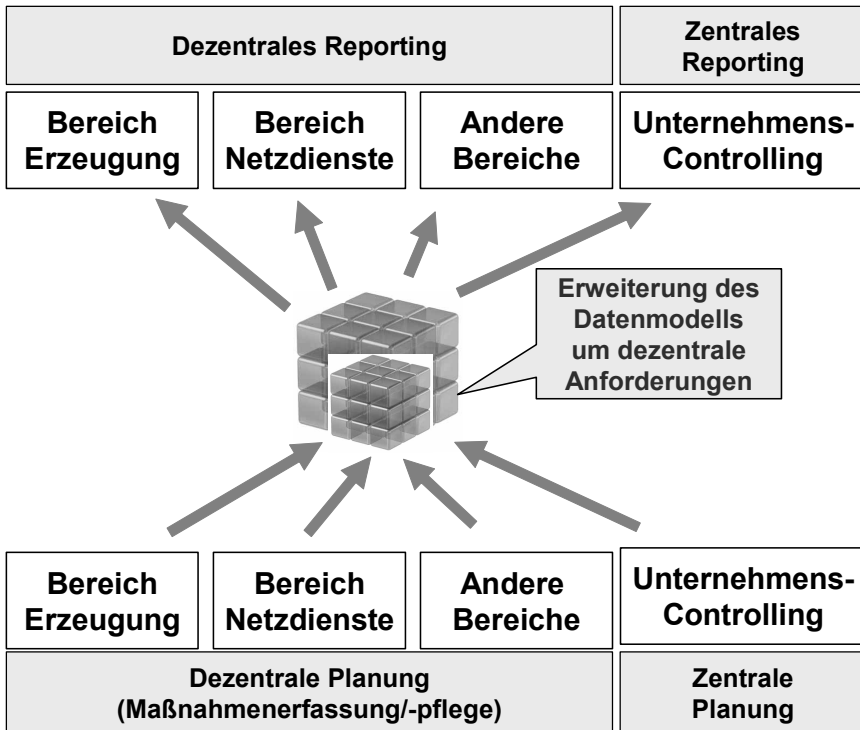 Dezentrales Reporting
Zentrales
Reporting
Bereich
Erzeugung
Bereich
Netzdienste
Andere
Bereiche
Unternehmens-
Controlling
Erweiterung des
Datenmodells
um dezentrale
Anforderungen
Bereich
Erzeugung
Bereich
Netzdienste
Andere
Bereiche
Unternehmens-
Controlling
Dezentrale Planung
(Maßnahmenerfassung/-pflege)
Zentrale
Planung